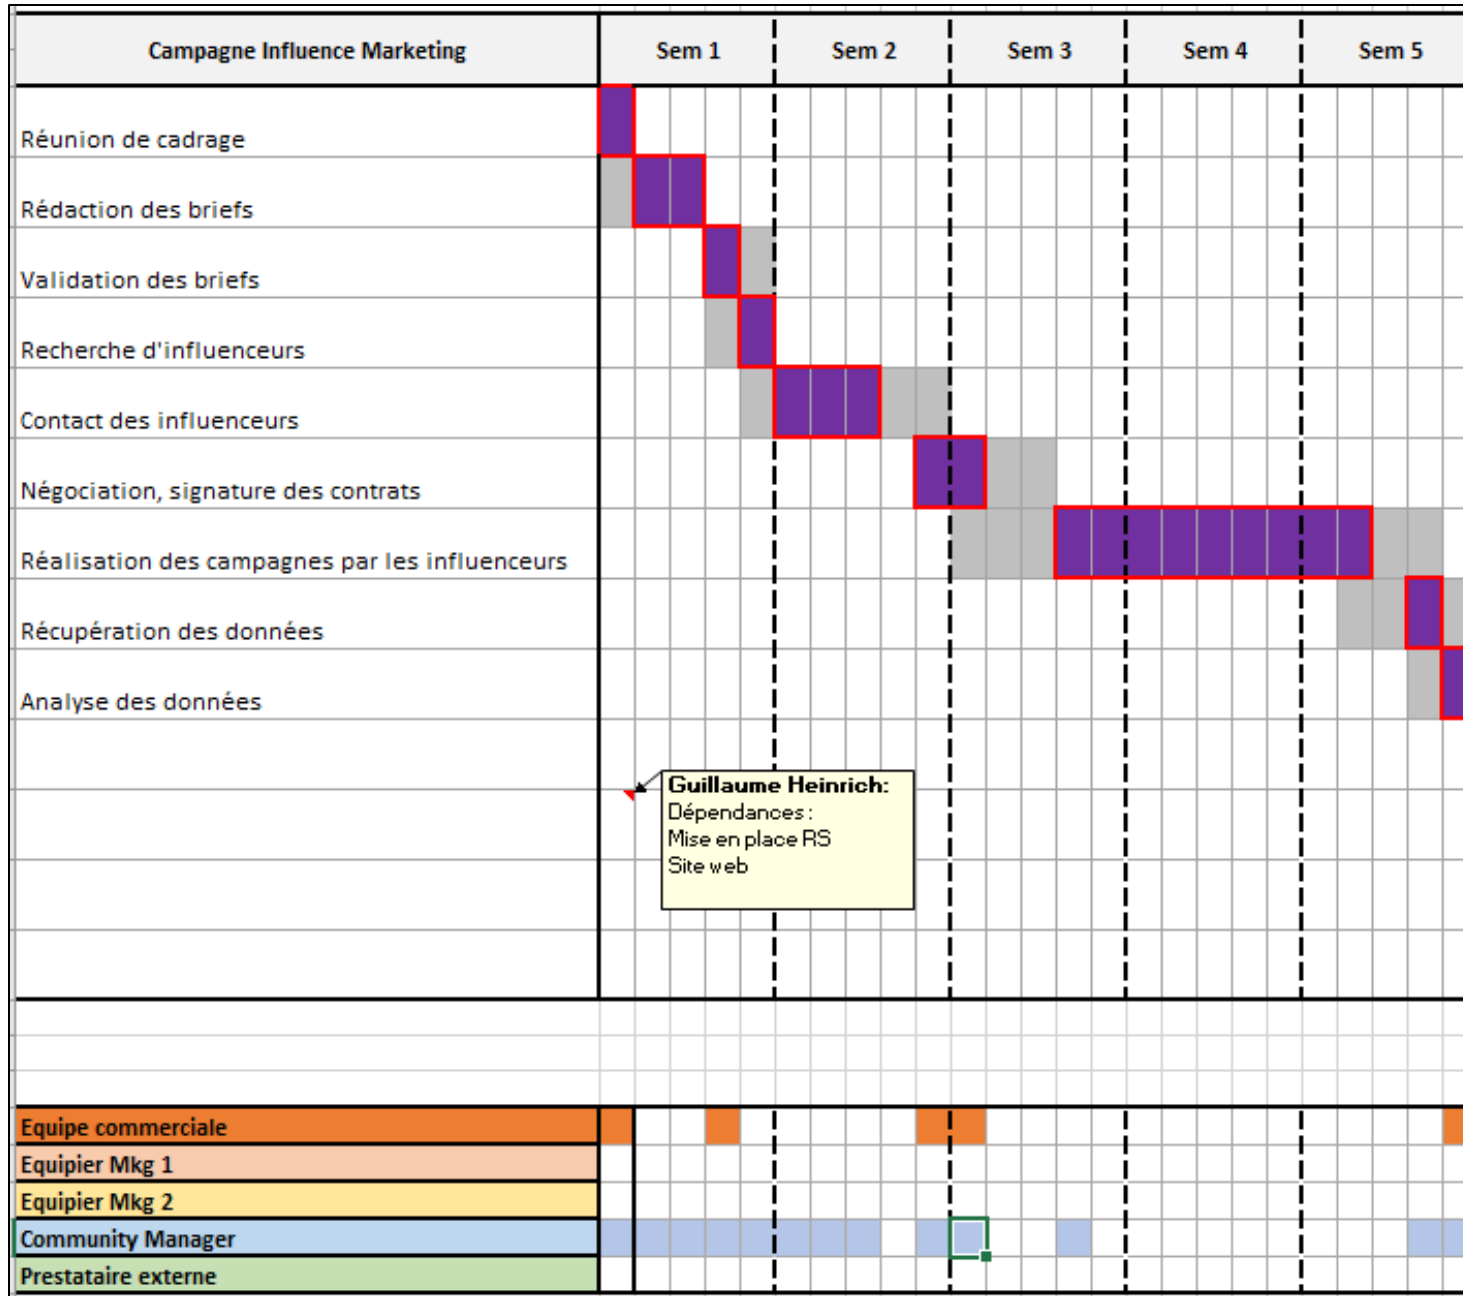 Campagne Influence Marketing Sem 1 Sem 2 Sem 3 Sem 4 Sem 5
Réunion de cadrage
Rédaction des briefs
Validation des briefs
Recherche d'influenceurs
Contact des influenceurs
Négociation, signature des contrats
Réalisation des campagnes par les influenceurs
Récupération des données
Analyse des données
Guillaume Heinrich:
Dépendances :
Mise en place RS
Site web
Equipe commerciale
Equipier Mkg 1
Equipier Mkg 2
Community Manager
Prestataire externe